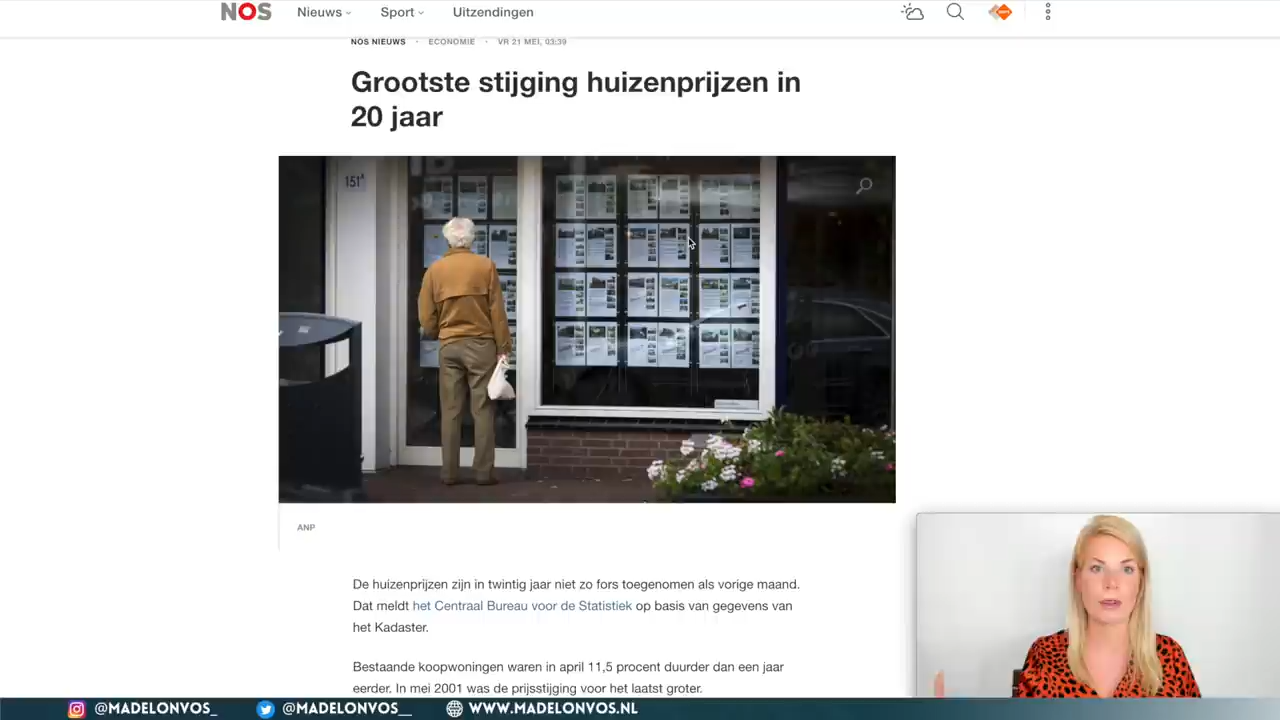 NOS Nieuws Sport Uitzendingen
NOS NIEUWS · ECONOMIE · VR 21 MEI, 03:39
Grootste stijging huizenprijzen in
20 jaar
151A
ANP
De huizenprijzen zijn in twintig jaar niet zo fors toegenomen als vorige maand.
Dat meldt het Centraal Bureau voor de Statistiek op basis van gegevens van
het Kadaster.
Bestaande koopwoningen waren in april 11,5 procent duurder dan een jaar
eerder. In mei 2001 was de prijsstijging voor het laatst groter.
@MADELONVOS_ @MADELONVOS__ WWW.MADELONVOS.NL